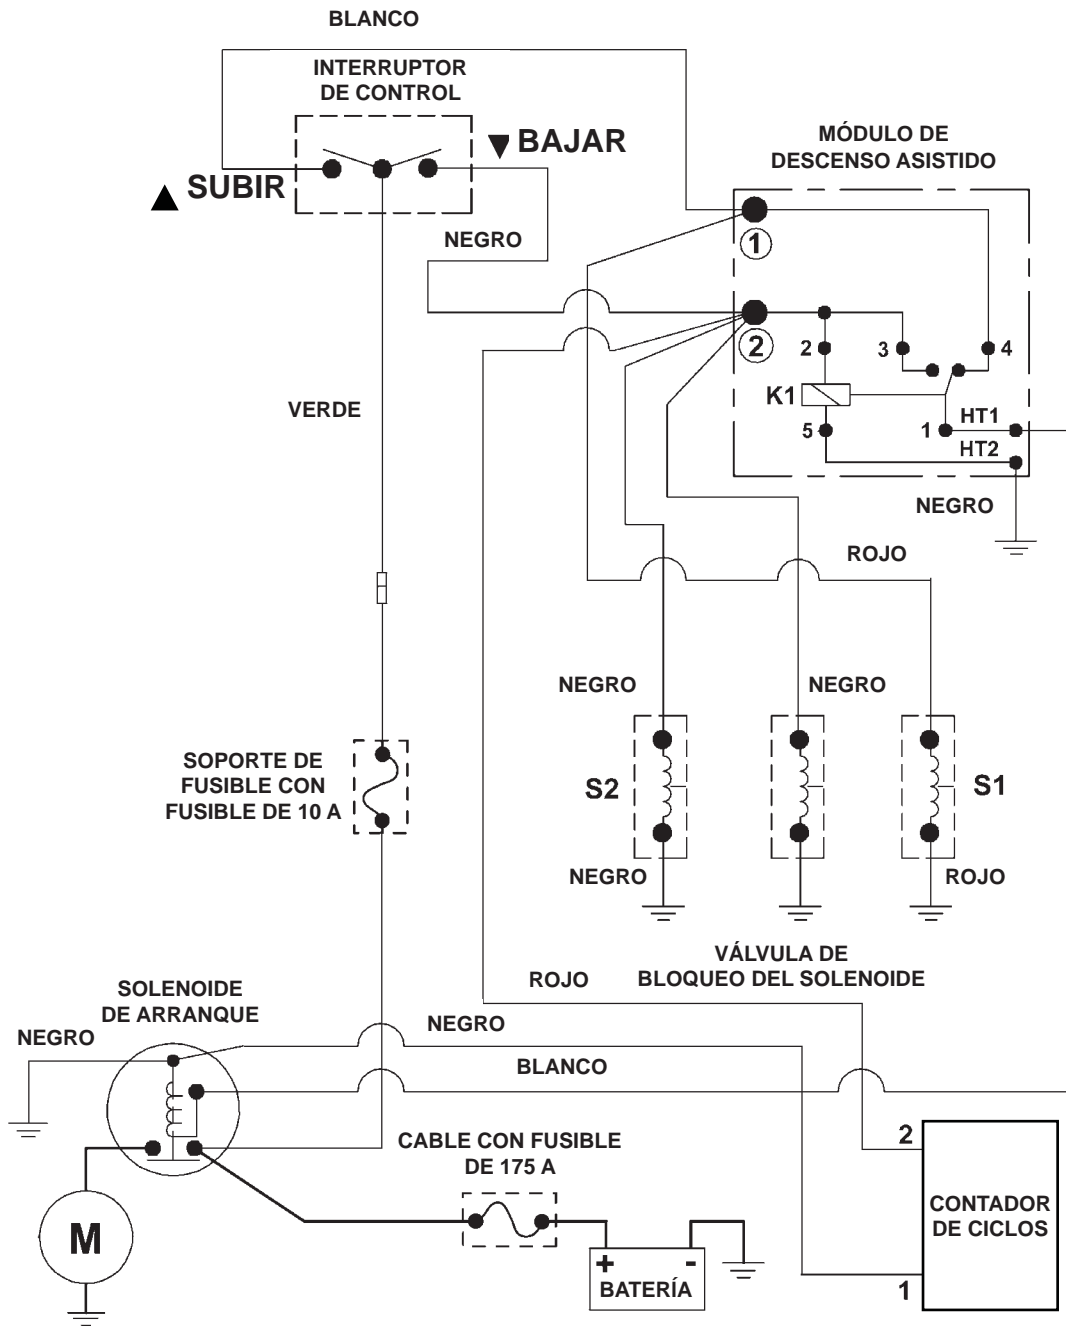 BLANCO
INTERRUPTOR
DE CONTROL
▼ BAJAR
▲ SUBIR
MÓDULO DE
DESCENSO ASISTIDO
NEGRO
1
2
2
3
4
K1
5
1
HT1
HT2
NEGRO
VERDE
ROJO
NEGRO
NEGRO
SOPORTE DE
FUSIBLE CON
FUSIBLE DE 10 A
S2
S1
NEGRO
ROJO
VÁLVULA DE
BLOQUEO DEL SOLENOIDE
ROJO
SOLENOIDE
DE ARRANQUE
NEGRO
NEGRO
BLANCO
CABLE CON FUSIBLE
DE 175 A
M
+
-
BATERÍA
2
CONTADOR
DE CICLOS
1